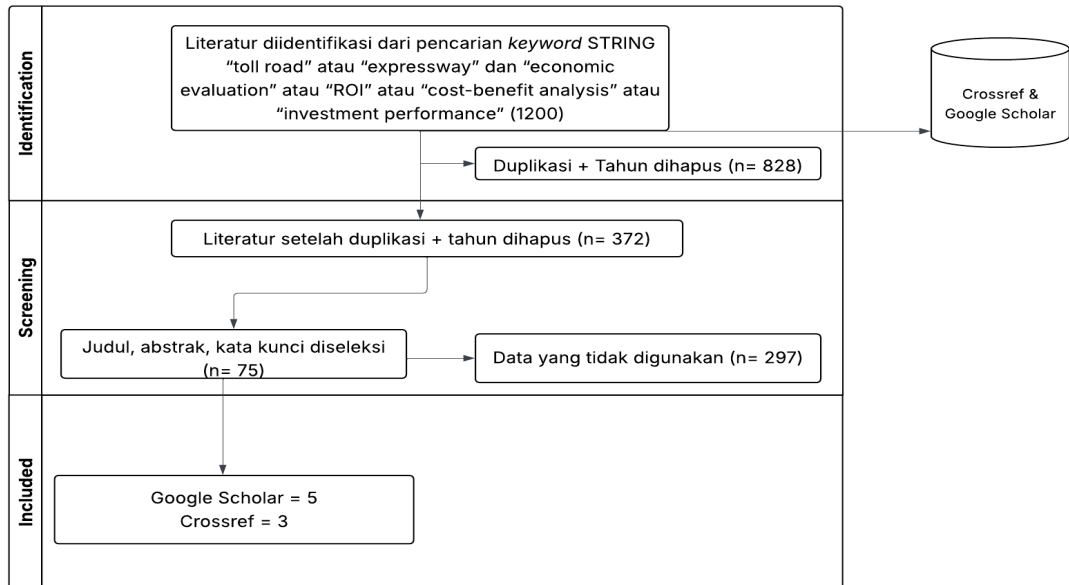 Identification
Literatur diidentifikasi dari pencarian keyword STRING
“toll road” atau “expressway” dan “economic
evaluation” atau “ROI” atau “cost-benefit analysis” atau
“investment performance” (1200)
Crossref &
Google Scholar
Duplikasi + Tahun dihapus (n= 828)
Screening
Literatur setelah duplikasi + tahun dihapus (n= 372)
Judul, abstrak, kata kunci diseleksi
(n= 75)
Data yang tidak digunakan (n= 297)
Included
Google Scholar = 5
Crossref = 3